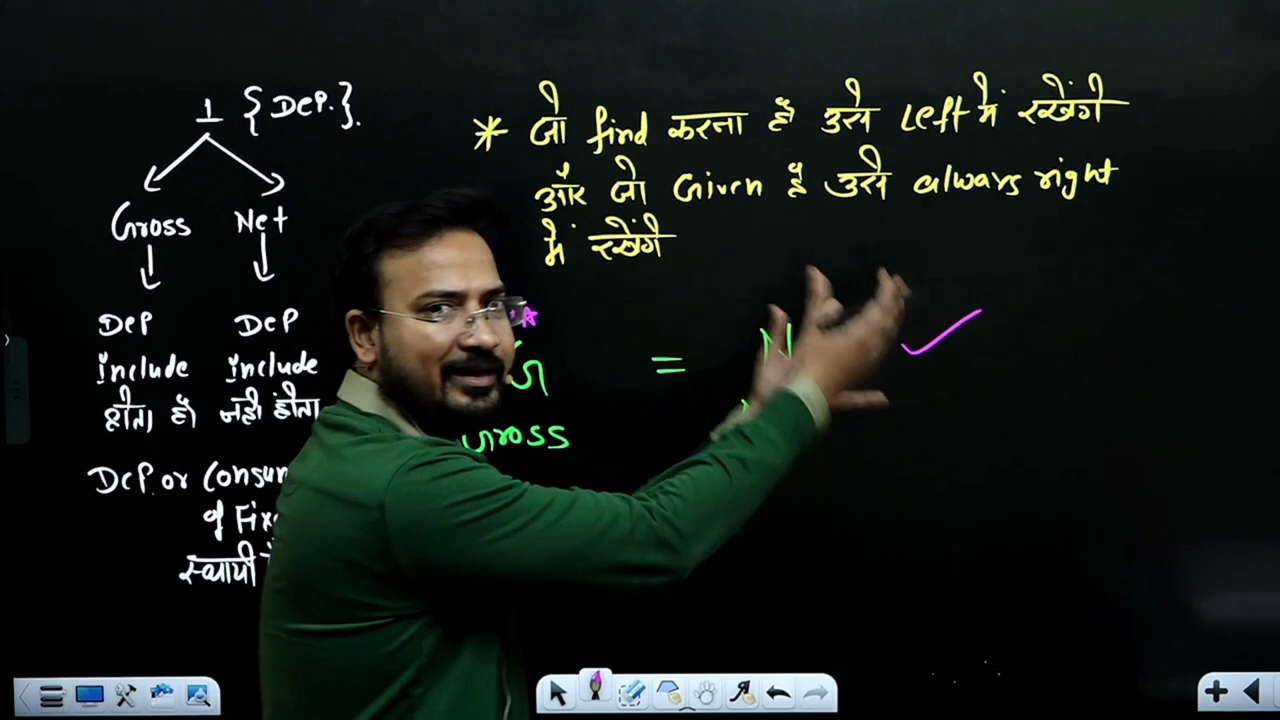 1 {Dep.}.
Gross Net
Dep Dep
include include
होता है नही होता
Dep. or Consum
of Fix
स्थायी
* जो find करना है उसे Left में रखेंगे
और जो Given है उसे always right
में रखेंगे
= N
Gross